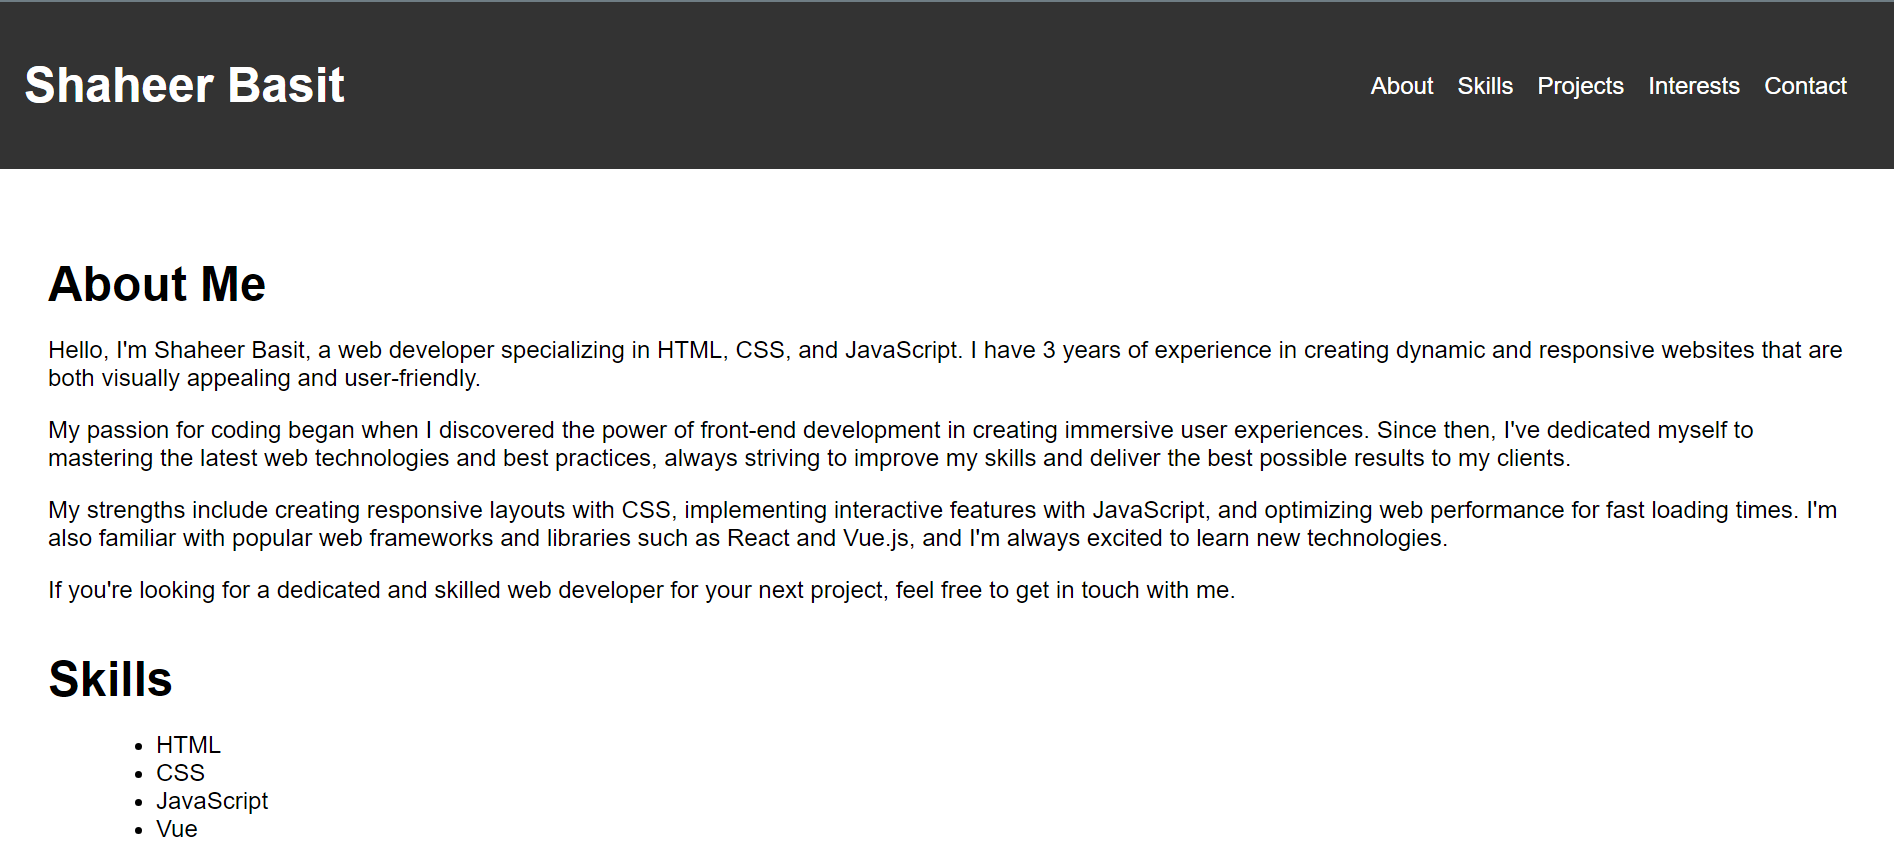 Shaheer Basit
About Skills Projects Interests Contact
About Me
Hello, I'm Shaheer Basit, a web developer specializing in HTML, CSS, and JavaScript. I have 3 years of experience in creating dynamic and responsive websites that are
both visually appealing and user-friendly.
My passion for coding began when I discovered the power of front-end development in creating immersive user experiences. Since then, I've dedicated myself to
mastering the latest web technologies and best practices, always striving to improve my skills and deliver the best possible results to my clients.
My strengths include creating responsive layouts with CSS, implementing interactive features with JavaScript, and optimizing web performance for fast loading times. I'm
also familiar with popular web frameworks and libraries such as React and Vue.js, and I'm always excited to learn new technologies.
If you're looking for a dedicated and skilled web developer for your next project, feel free to get in touch with me.
Skills
• HTML
• CSS
• JavaScript
• Vue